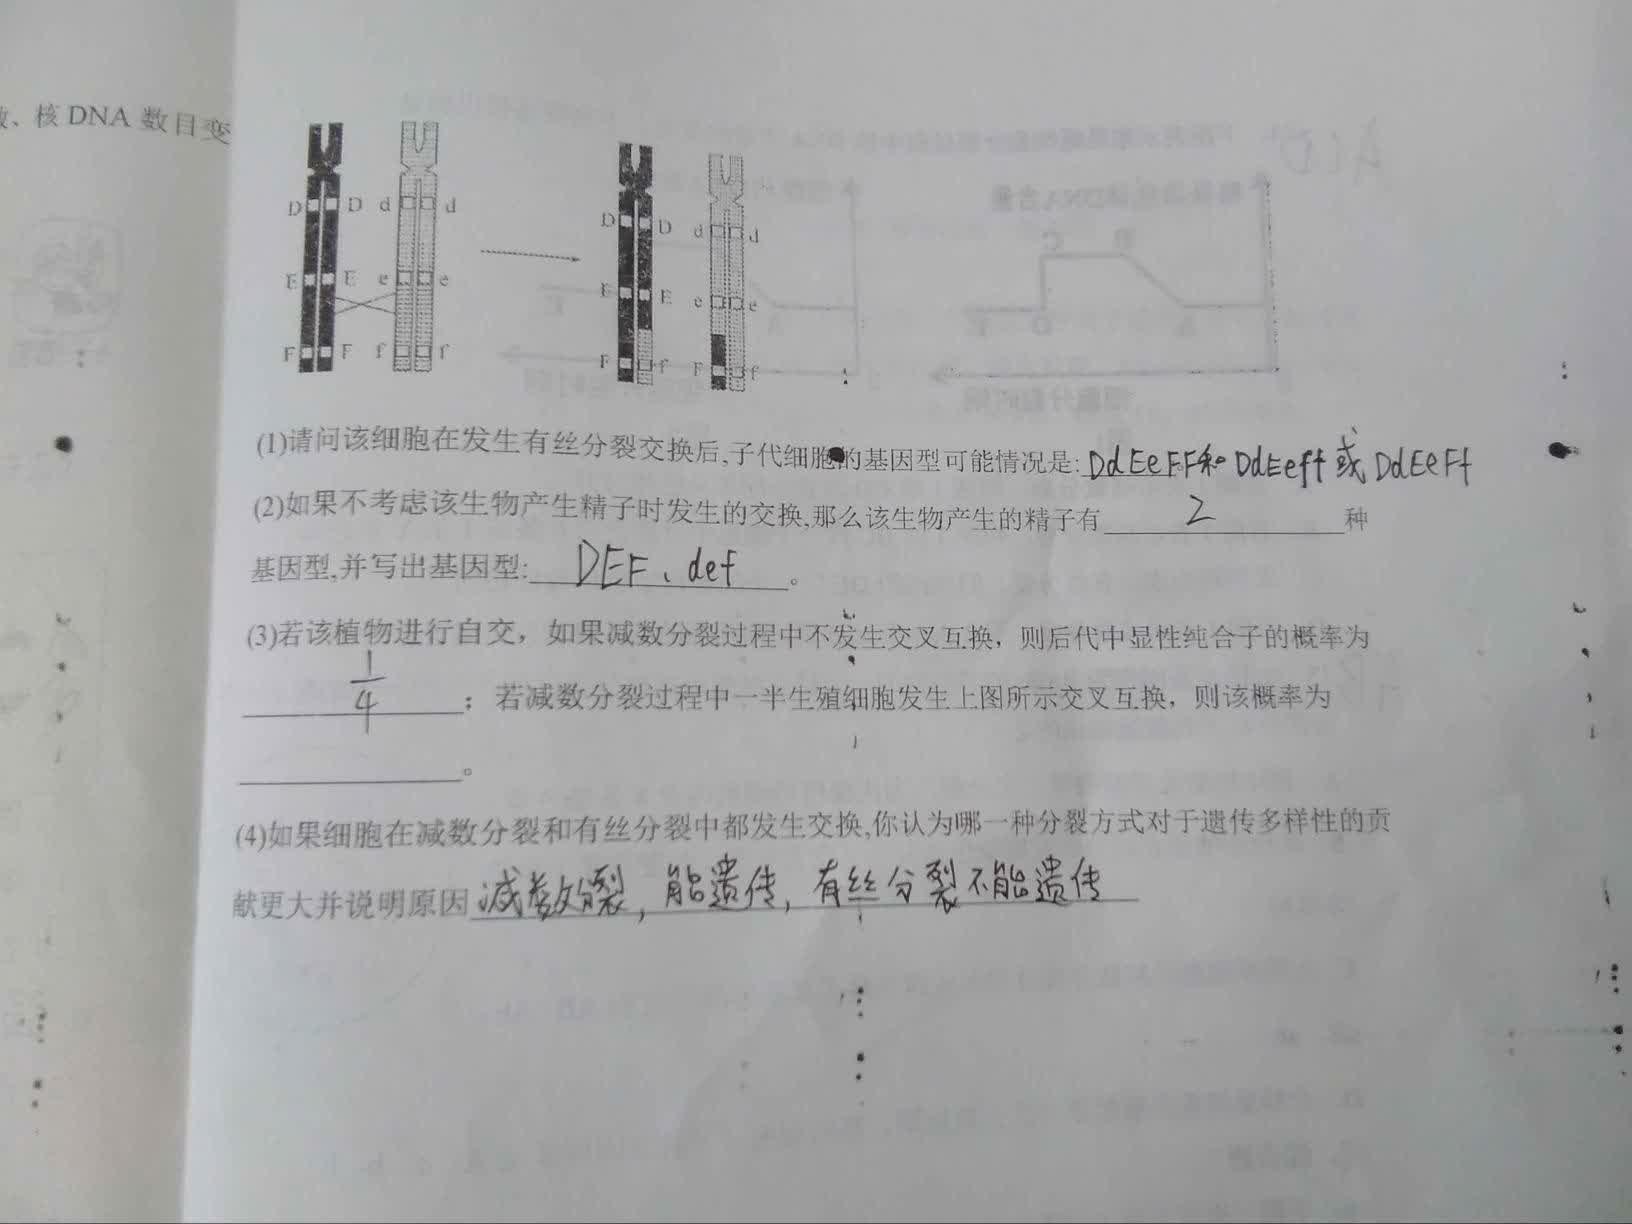 数、核DNA数目变
D D d d
E E e e
F F f f
D D d d
E E e e
F f F f
(1)请问该细胞在发生有丝分裂交换后,子代细胞的基因型可能情况是: DdEeFF和DdEeff或DdEeFf
(2)如果不考虑该生物产生精子时发生的交换,那么该生物产生的精子有 2 种
基因型,并写出基因型: DEF、def 。
(3)若该植物进行自交，如果减数分裂过程中不发生交叉互换，则后代中显性纯合子的概率为
1/4 ；若减数分裂过程中一半生殖细胞发生上图所示交叉互换，则该概率为
。
(4)如果细胞在减数分裂和有丝分裂中都发生交换,你认为哪一种分裂方式对于遗传多样性的贡
献更大并说明原因 减数分裂，能遗传，有丝分裂不能遗传